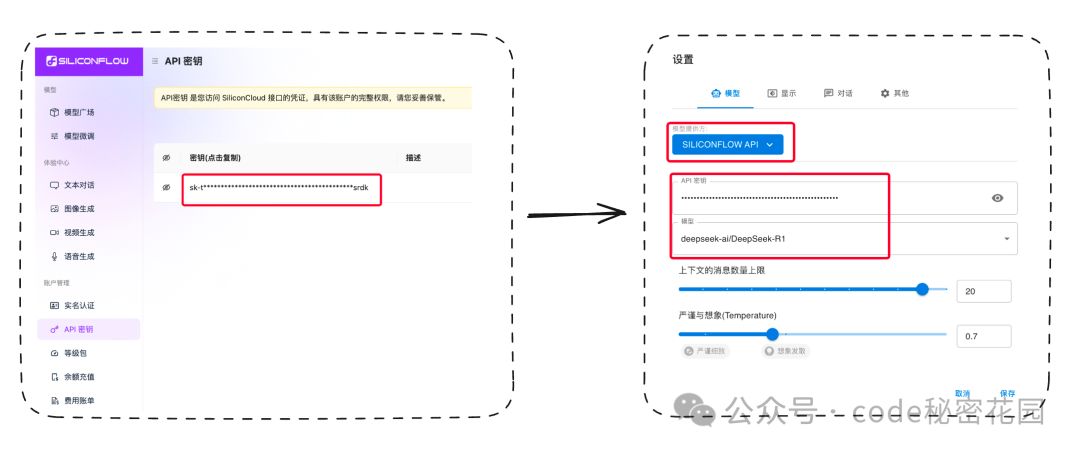 SILICONFLOW
API 密钥
模型
模型广场
模型微调
体验中心
文本对话
图像生成
视频生成
语音生成
账户管理
实名认证
API 密钥
等级包
余额充值
费用账单
API密钥 是您访问 SiliconCloud 接口的凭证，具有该账户的完整权限，请您妥善保管。
密钥(点击复制)
描述
sk-t********************************************srdk
设置
模型
显示
对话
其他
模型提供方:
SILICONFLOW API
API 密钥
模型
deepseek-ai/DeepSeek-R1
上下文的消息数量上限
20
严谨与想象(Temperature)
0.7
严谨细致
想象发散
取消
保存
公众号 · code秘密花园